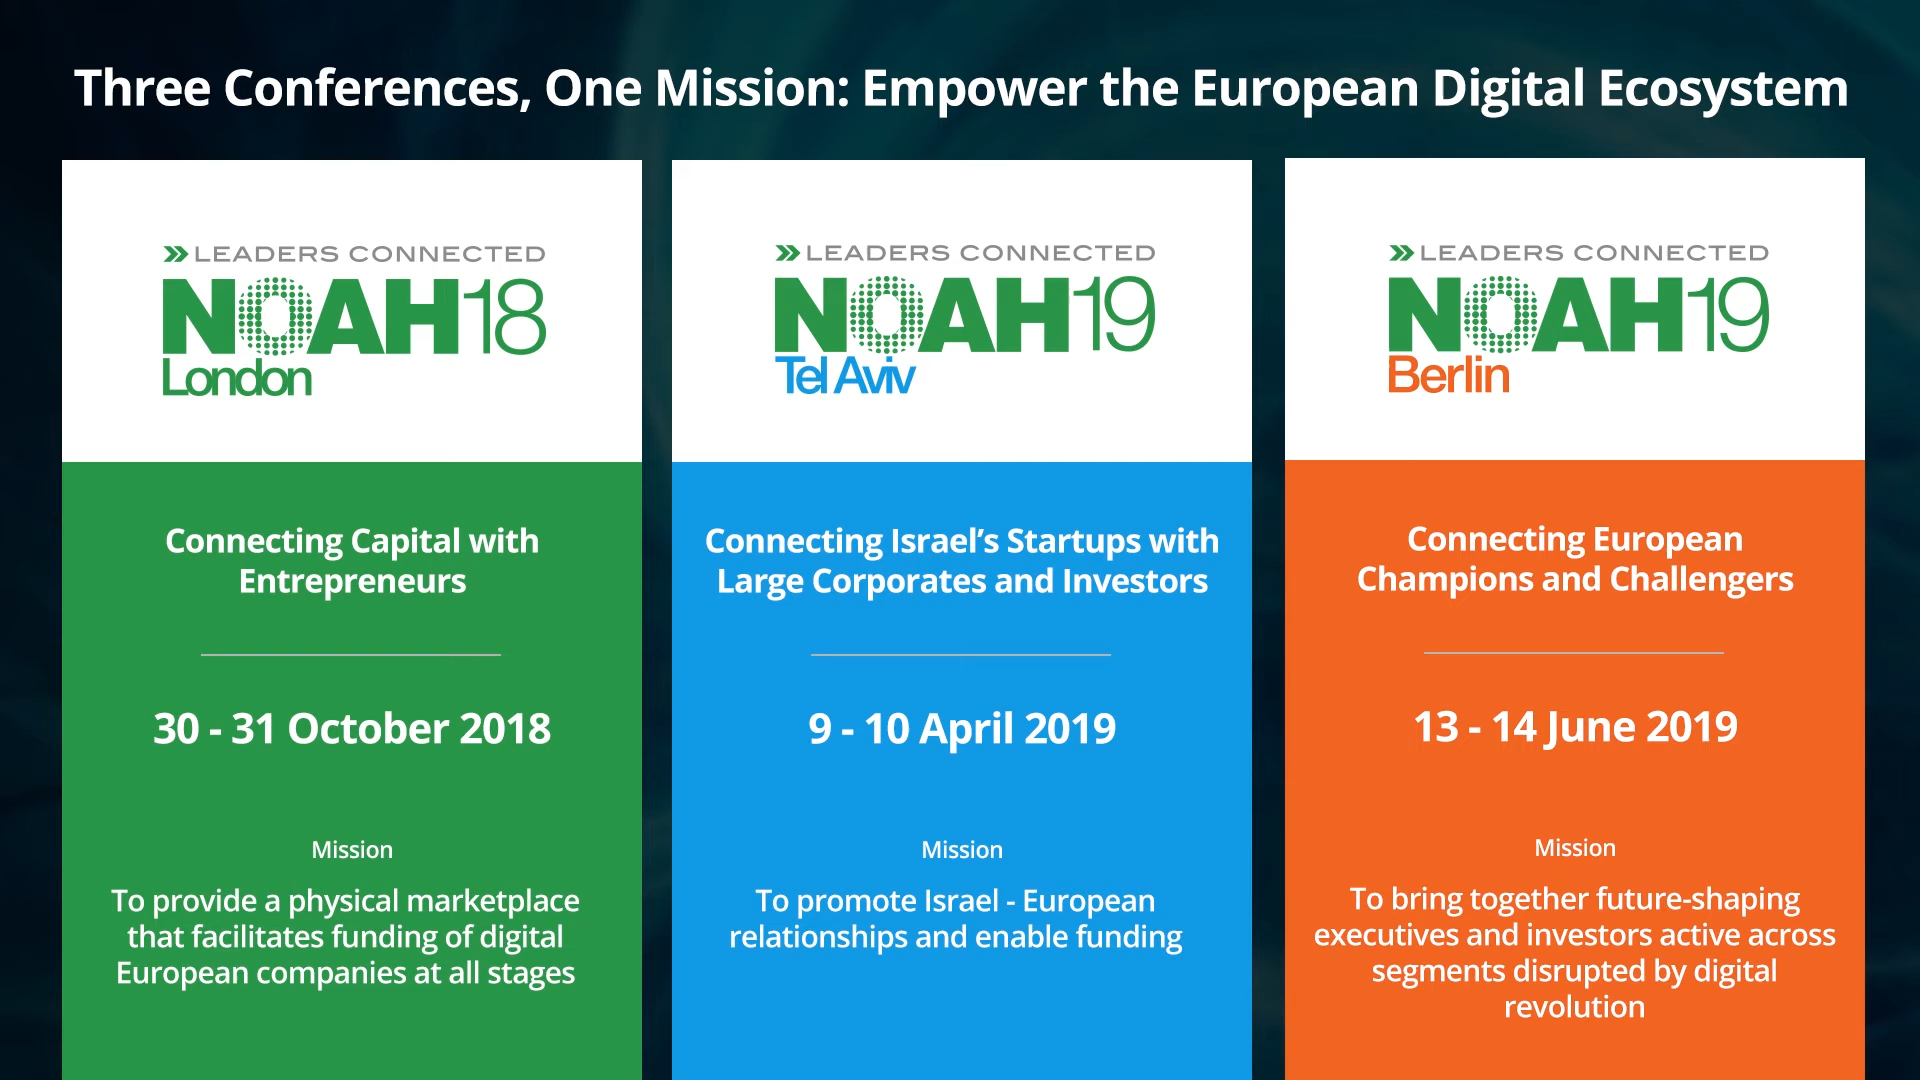 Three Conferences, One Mission: Empower the European Digital Ecosystem
LEADERS CONNECTED
NOAH18
London
Connecting Capital with
Entrepreneurs
30 - 31 October 2018
Mission
To provide a physical marketplace
that facilitates funding of digital
European companies at all stages
LEADERS CONNECTED
NOAH19
Tel Aviv
Connecting Israel’s Startups with
Large Corporates and Investors
9 - 10 April 2019
Mission
To promote Israel - European
relationships and enable funding
LEADERS CONNECTED
NOAH19
Berlin
Connecting European
Champions and Challengers
13 - 14 June 2019
Mission
To bring together future-shaping
executives and investors active across
segments disrupted by digital
revolution